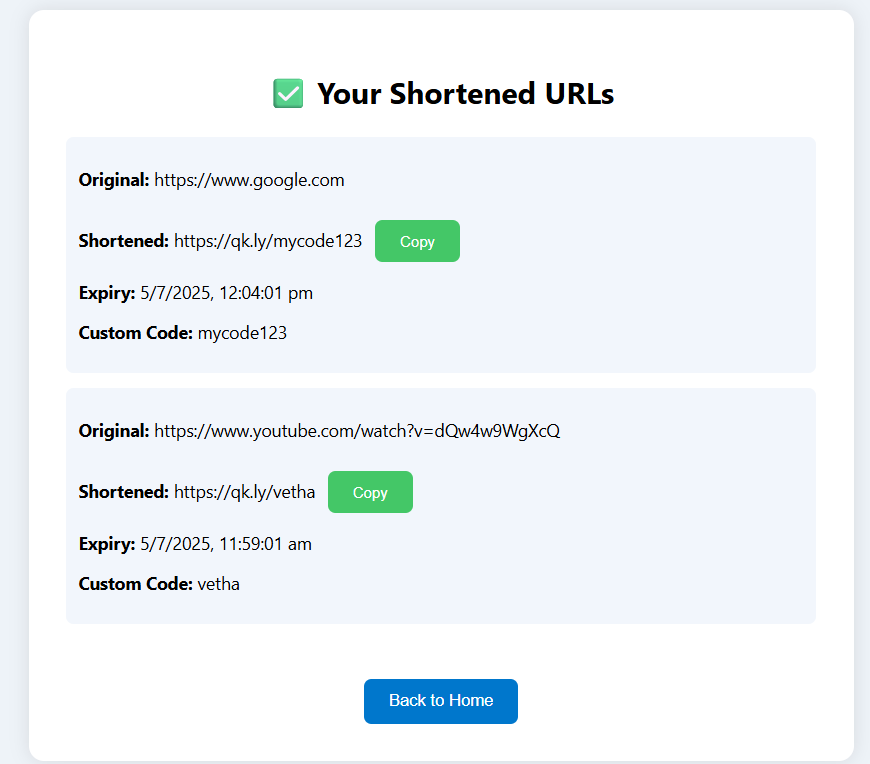 ✅ Your Shortened URLs
Original: https://www.google.com
Shortened: https://qk.ly/mycode123 Copy
Expiry: 5/7/2025, 12:04:01 pm
Custom Code: mycode123
Original: https://www.youtube.com/watch?v=dQw4w9WgXcQ
Shortened: https://qk.ly/vetha Copy
Expiry: 5/7/2025, 11:59:01 am
Custom Code: vetha
Back to Home